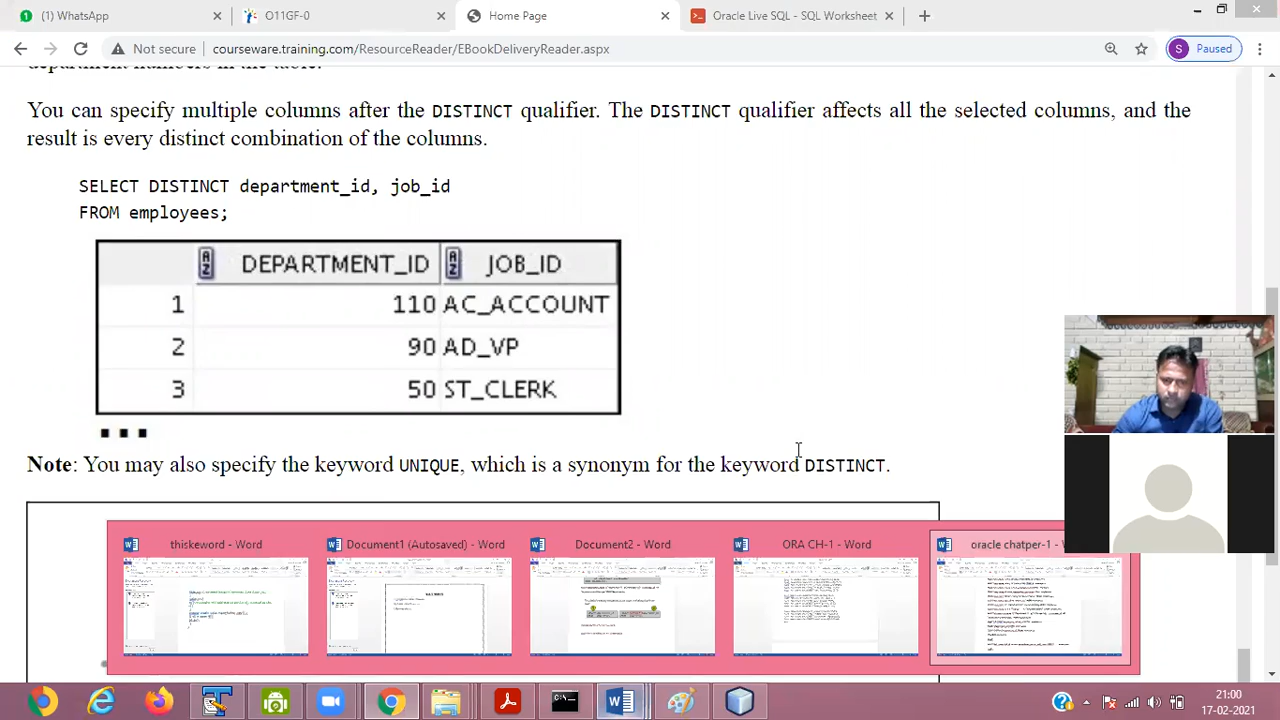 (1) WhatsApp
O11GF-0
Home Page
Oracle Live SQL - SQL Worksheet
Not secure
courseware.training.com/ResourceReader/EBookDeliveryReader.aspx
S
Paused
department numbers in the table.
You can specify multiple columns after the DISTINCT qualifier. The DISTINCT qualifier affects all the selected columns, and the
result is every distinct combination of the columns.
SELECT DISTINCT department_id, job_id
FROM employees;
DEPARTMENT_ID JOB_ID
1 110 AC_ACCOUNT
2 90 AD_VP
3 50 ST_CLERK
Note: You may also specify the keyword UNIQUE, which is a synonym for the keyword DISTINCT.
thiskeword - Word
Document1 (Autosaved) - Word
Document2 - Word
ORA CH-1 - Word
oracle chatper-1 -
21:00
17-02-2021